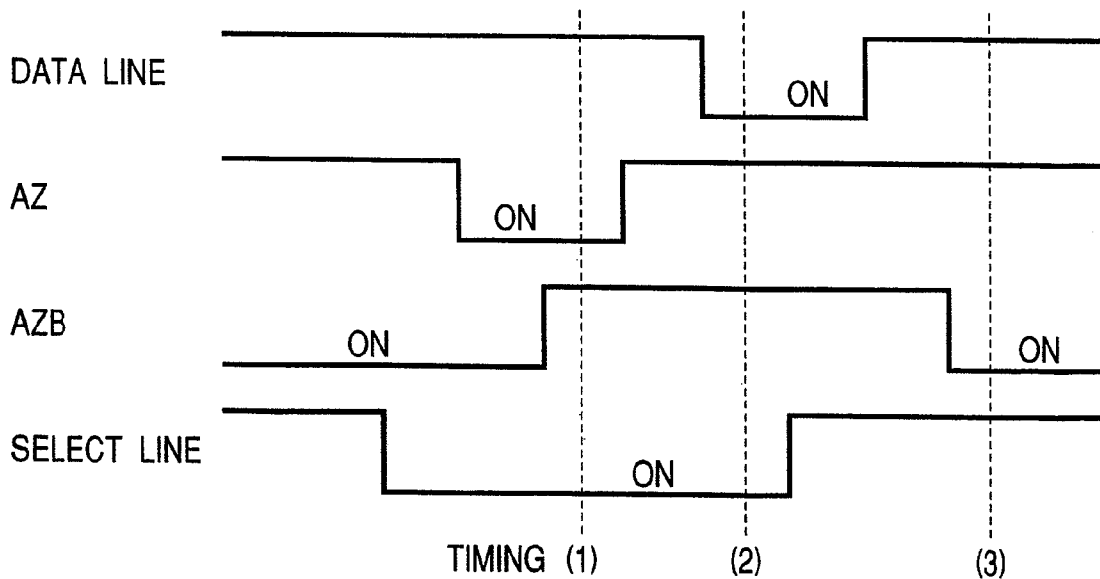 DATA LINE
ON
AZ
ON
AZB
ON
ON
SELECT LINE
ON
TIMING (1) (2) (3)